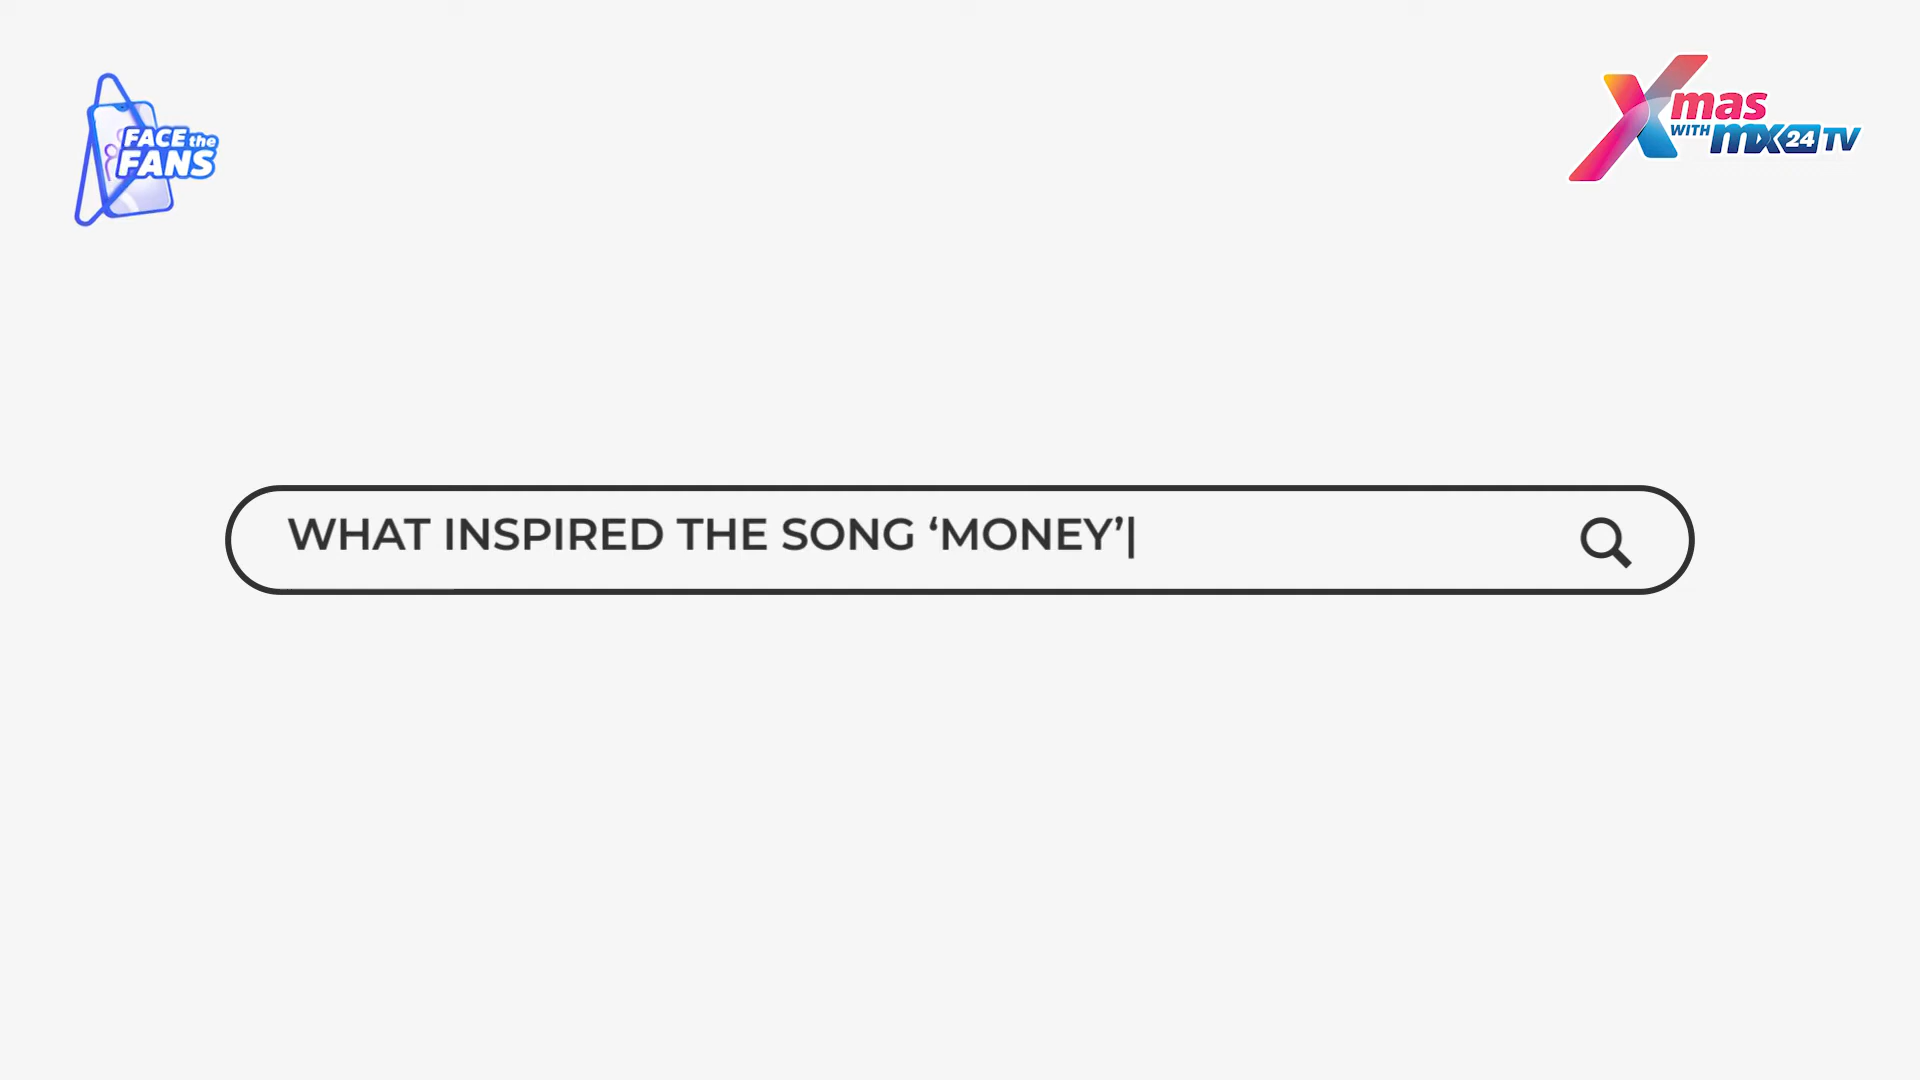 FACE the
FANS
Xmas
WITH mx24 TV
WHAT INSPIRED THE SONG ‘MONEY’|